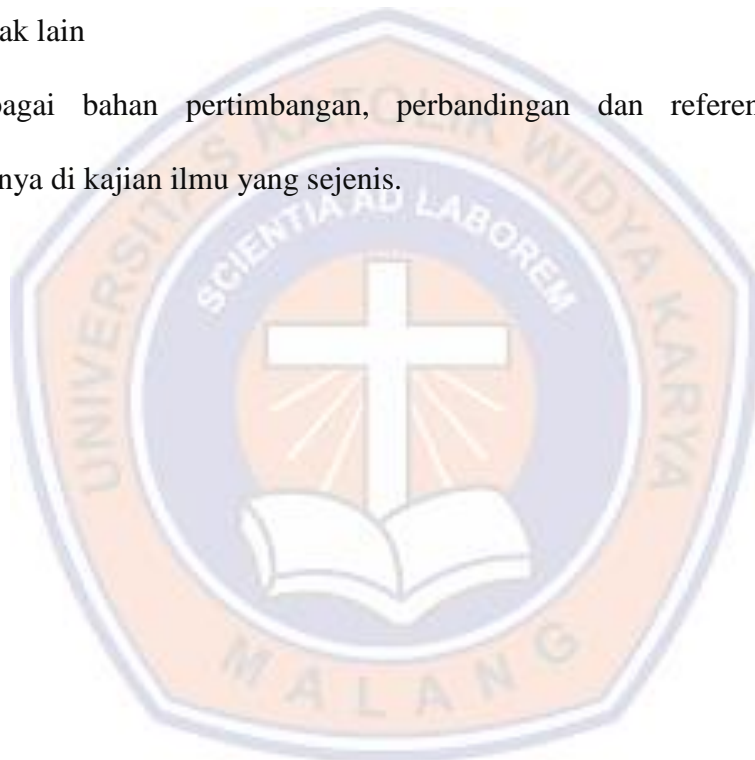 ak lain
bagai bahan pertimbangan, perbandingan dan referen
nya di kajian ilmu yang sejenis.
UNIVERSITAS KATOLIK WIDYA KARYA
SCIENTIA AD LABOREM
MALANG